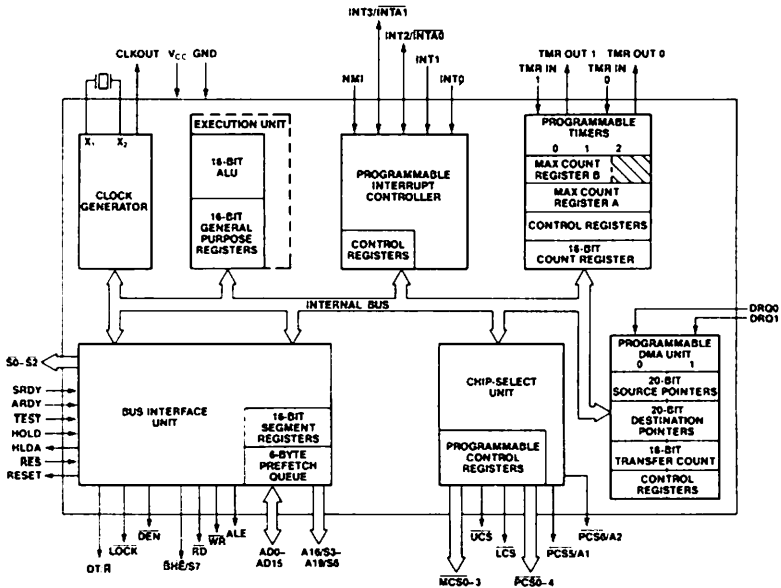 INT3/INTA1
INT2/INTA0
INT1
INT0
NMI
CLKOUT
VCC GND
TMR OUT 1 TMR OUT 0
TMR IN 1
TMR IN 0
X1 X2
CLOCK
GENERATOR
EXECUTION UNIT
16-BIT
ALU
16-BIT
GENERAL
PURPOSE
REGISTERS
PROGRAMMABLE
INTERRUPT
CONTROLLER
CONTROL
REGISTERS
PROGRAMMABLE
TIMERS
0 1 2
MAX COUNT
REGISTER B
MAX COUNT
REGISTER A
CONTROL REGISTERS
16-BIT
COUNT REGISTER
INTERNAL BUS
DRQ0
DRQ1
S0-S2
SRDY
ARDY
TEST
HOLD
HLDA
RES
RESET
BUS INTERFACE
UNIT
16-BIT
SEGMENT
REGISTERS
6-BYTE
PREFETCH
QUEUE
CHIP-SELECT
UNIT
PROGRAMMABLE
CONTROL
REGISTERS
PROGRAMMABLE
DMA UNIT
0 1
20-BIT
SOURCE POINTERS
20-BIT
DESTINATION
POINTERS
16-BIT
TRANSFER COUNT
CONTROL
REGISTERS
DT/R
LOCK
DEN
BHE/S7
RD
WR
ALE
AD0-
AD15
A16/S3-
A19/S6
MCS0-3
UCS
LCS
PCS0-4
PCS5/A1
PCS6/A2